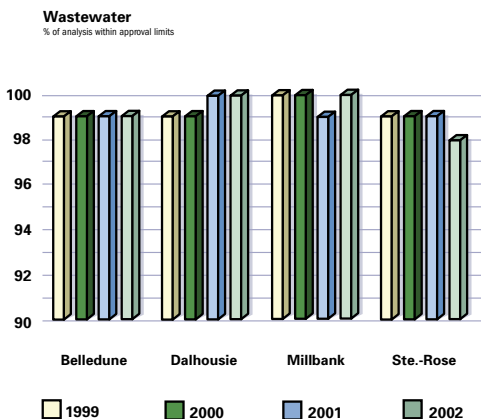 Wastewater
% of analysis within approval limits
100
98
96
94
92
90
Belledune Dalhousie Millbank Ste.-Rose
1999 2000 2001 2002